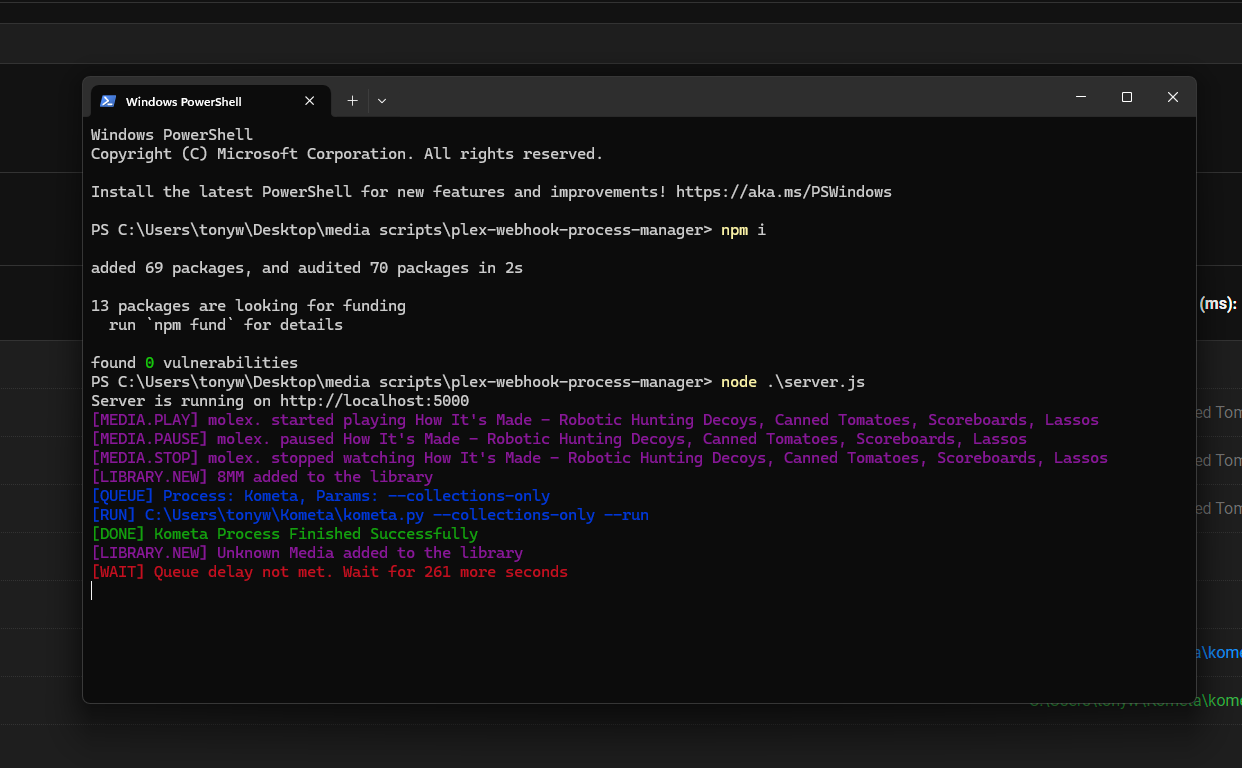 Windows PowerShell
Windows PowerShell
Copyright (C) Microsoft Corporation. All rights reserved.
Install the latest PowerShell for new features and improvements! https://aka.ms/PSWindows
PS C:\Users\tonyw\Desktop\media scripts\plex-webhook-process-manager> npm i
added 69 packages, and audited 70 packages in 2s
13 packages are looking for funding
  run `npm fund` for details
found 0 vulnerabilities
PS C:\Users\tonyw\Desktop\media scripts\plex-webhook-process-manager> node .\server.js
Server is running on http://localhost:5000
[MEDIA.PLAY] molex. started playing How It's Made - Robotic Hunting Decoys, Canned Tomatoes, Scoreboards, Lassos
[MEDIA.PAUSE] molex. paused How It's Made - Robotic Hunting Decoys, Canned Tomatoes, Scoreboards, Lassos
[MEDIA.STOP] molex. stopped watching How It's Made - Robotic Hunting Decoys, Canned Tomatoes, Scoreboards, Lassos
[LIBRARY.NEW] 8MM added to the library
[QUEUE] Process: Kometa, Params: --collections-only
[RUN] C:\Users\tonyw\Kometa\kometa.py --collections-only --run
[DONE] Kometa Process Finished Successfully
[LIBRARY.NEW] Unknown Media added to the library
[WAIT] Queue delay not met. Wait for 261 more seconds
(ms):
ed Tom
ed Tom
ed Tom
a\kome
a\kome